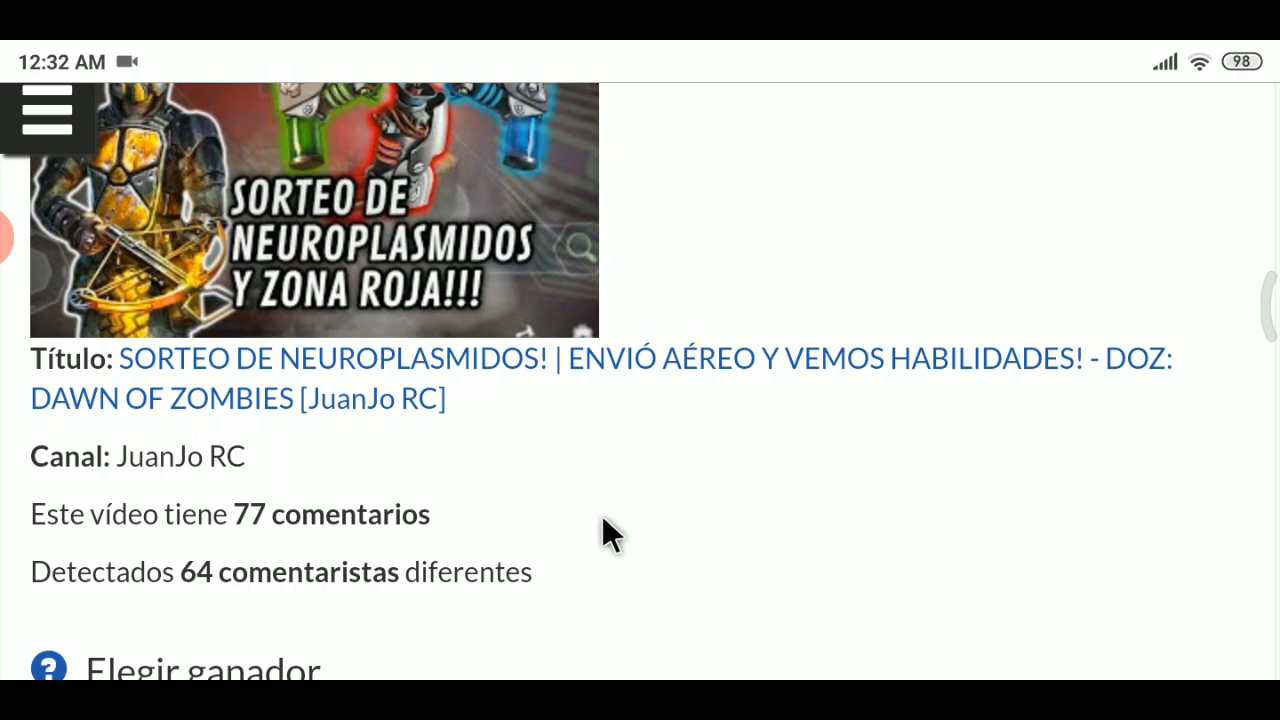 12:32 AM
98
SORTEO DE
NEUROPLASMIDOS
Y ZONA ROJA!!!
Título: SORTEO DE NEUROPLASMIDOS! | ENVIÓ AÉREO Y VEMOS HABILIDADES! - DOZ:
DAWN OF ZOMBIES [JuanJo RC]
Canal: JuanJo RC
Este vídeo tiene 77 comentarios
Detectados 64 comentaristas diferentes
? Elegir ganador